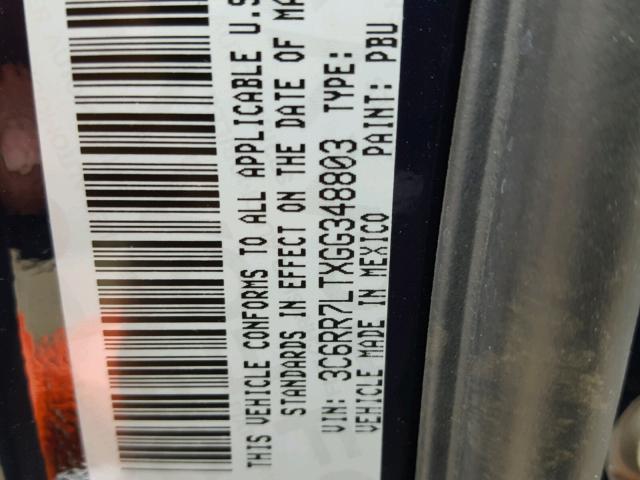 THIS VEHICLE CONFORMS TO ALL APPLICABLE U.S
STANDARDS IN EFFECT ON THE DATE OF MA
VIN: 3C6RR7LTXGG348803 TYPE:
VEHICLE MADE IN MEXICO PAINT: PBU